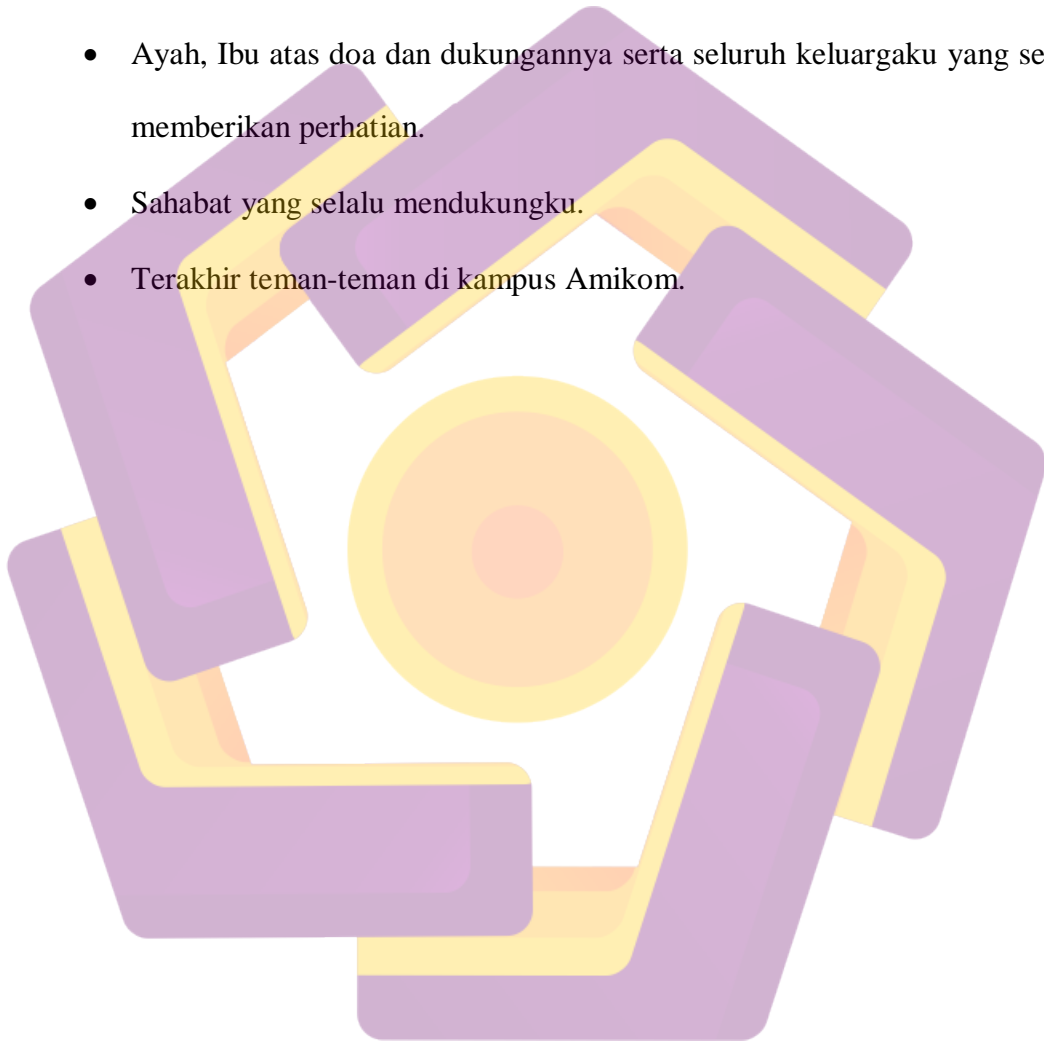 • Ayah, Ibu atas doa dan dukungannya serta seluruh keluargaku yang se
memberikan perhatian.
• Sahabat yang selalu mendukungku.
• Terakhir teman-teman di kampus Amikom.